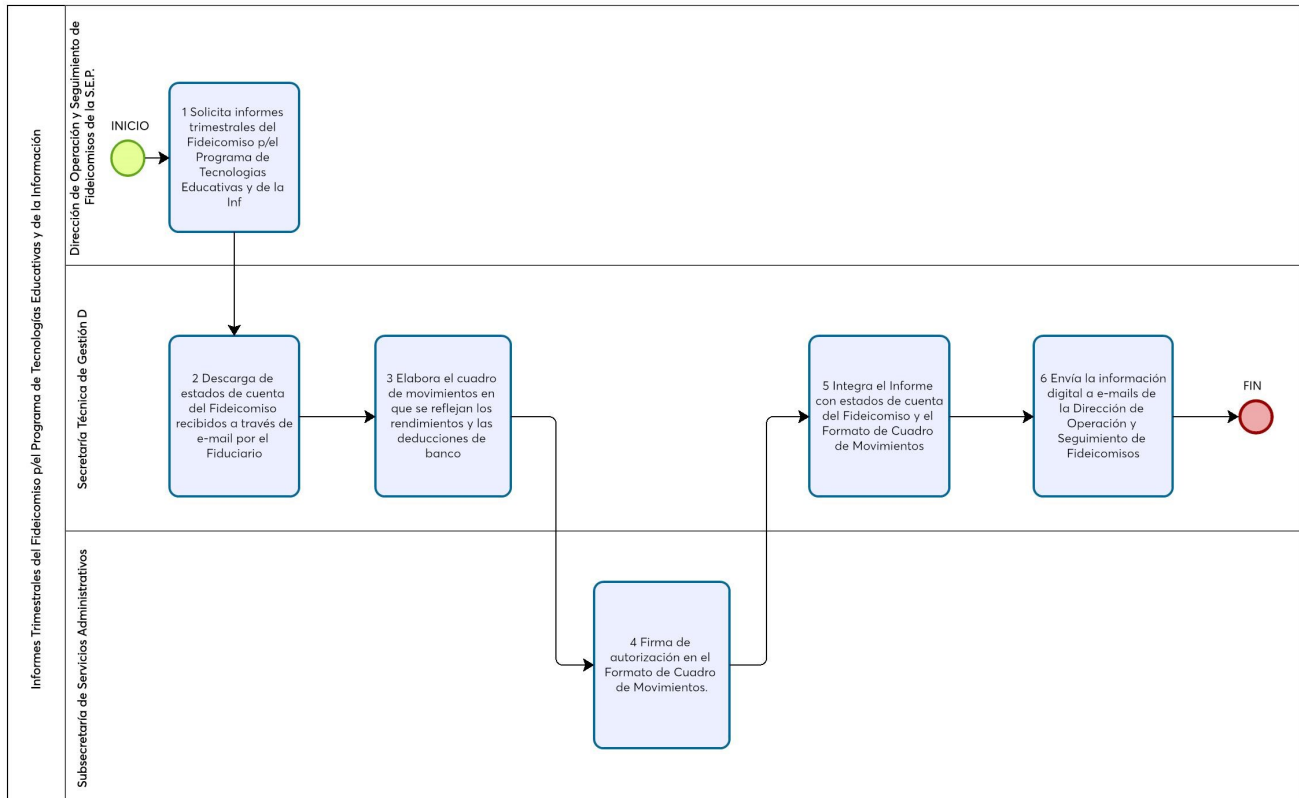 Informes Trimestrales del Fideicomiso p/el Programa de Tecnologías Educativas y de la Información
Dirección de Operación y Seguimiento de
Fideicomisos de la S.E.P.
INICIO
1 Solicita informes
trimestrales del
Fideicomiso p/el
Programa de
Tecnologias
Educativas y de la
Inf
Secretaría Técnica de Gestión D
2 Descarga de
estados de cuenta
del Fideicomiso
recibidos a través de
e-mail por el
Fiduciario
3 Elabora el cuadro
de movimientos en
que se reflejan los
rendimientos y las
deducciones de
banco
5 Integra el Informe
con estados de cuenta
del Fideicomiso y el
Formato de Cuadro
de Movimientos
6 Envía la información
digital a e-mails de
la Dirección de
Operación y
Seguimiento de
Fideicomisos
FIN
Subsecretaría de Servicios Administrativos
4 Firma de
autorización en el
Formato de Cuadro
de Movimientos.